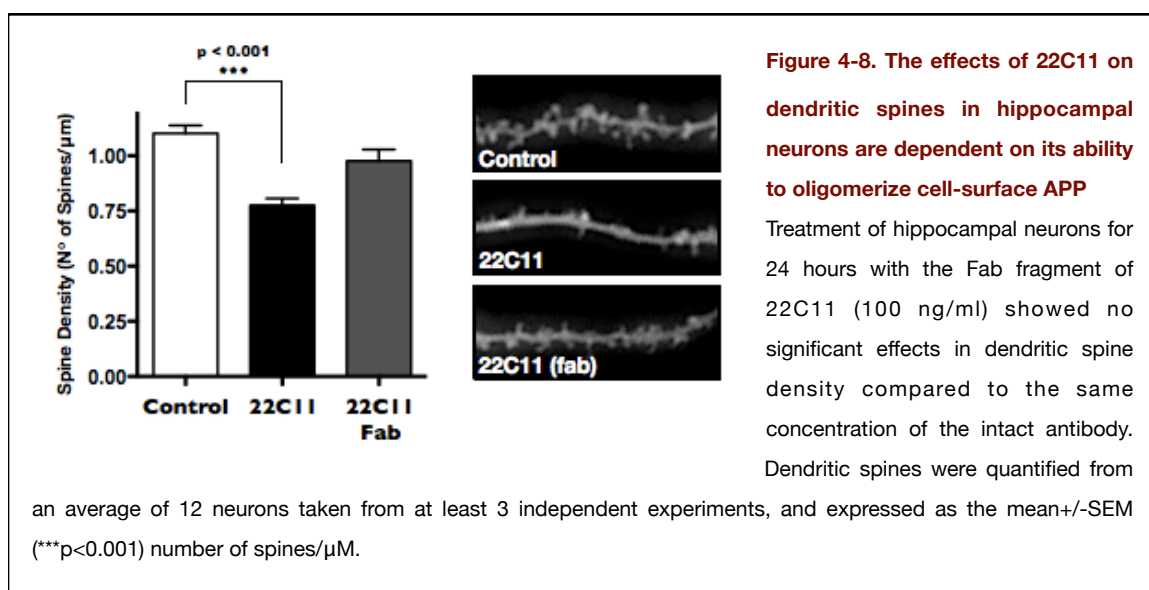 p < 0.001
***
Spine Density (N° of Spines/µm)
1.00
0.75
0.50
0.25
0.00
Control 22C11 22C11
Fab
Control
22C11
22C11 (fab)
Figure 4-8. The effects of 22C11 on
dendritic spines in hippocampal
neurons are dependent on its ability
to oligomerize cell-surface APP
Treatment of hippocampal neurons for
24 hours with the Fab fragment of
22C11 (100 ng/ml) showed no
significant effects in dendritic spine
density compared to the same
concentration of the intact antibody.
Dendritic spines were quantified from
an average of 12 neurons taken from at least 3 independent experiments, and expressed as the mean+/-SEM
(***p<0.001) number of spines/µM.